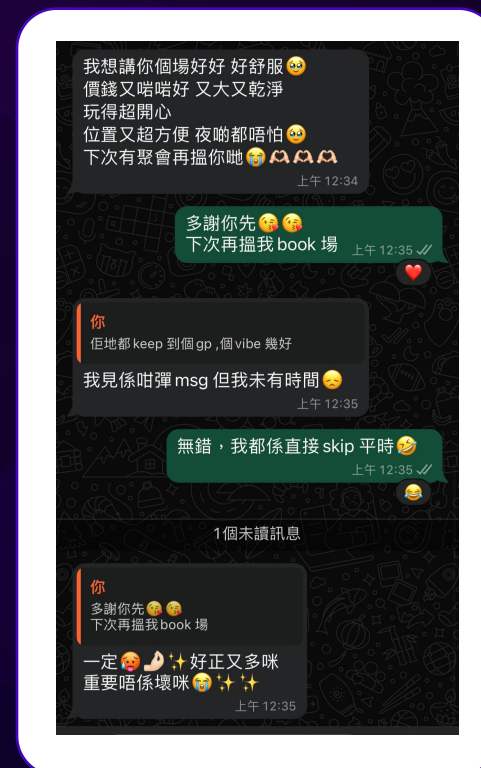 我想講你個場好好 好舒服🥹
價錢又啱啱好 又大又乾淨
玩得超開心
位置又超方便 夜啲都唔怕🥹
下次有聚會再搵你哋😭🫶🏻🫶🏻🫶🏻
上午 12:34
多謝你先😘😘
下次再搵我 book 場
上午 12:35
你
佢地都 keep 到個 gp ,個 vibe 幾好
我見係咁彈 msg 但我未有時間😞
上午 12:35
無錯，我都係直接 skip 平時🤣
上午 12:35
1個未讀訊息
你
多謝你先😘😘
下次再搵我 book 場
一定🥵🤌🏻✨好正又多咪
重要唔係壞咪😭✨✨
上午 12:35